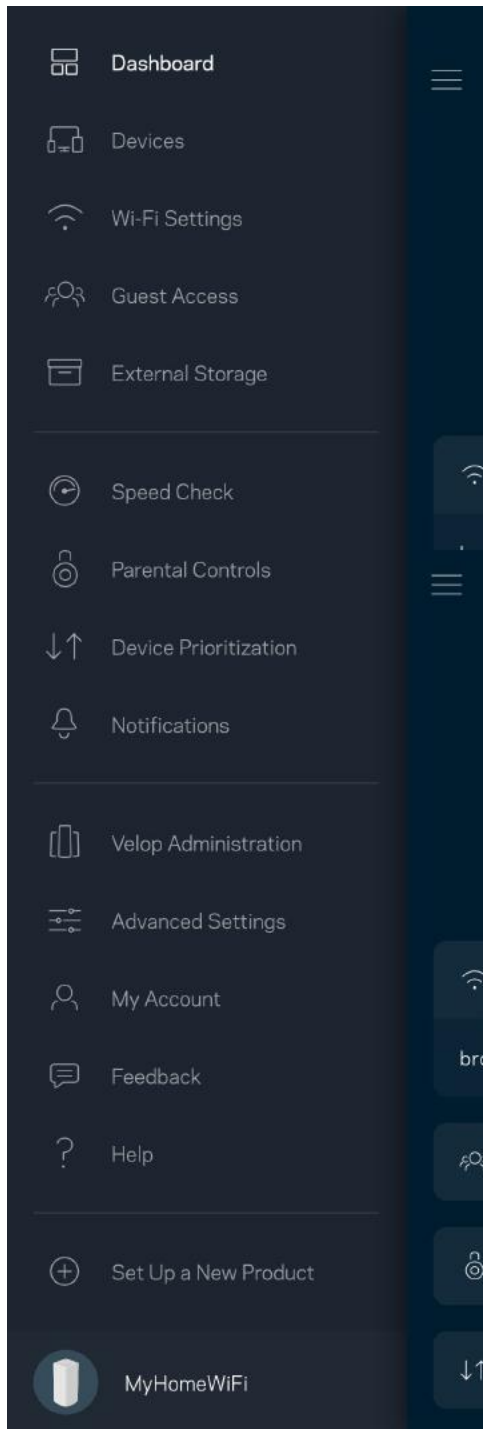 Dashboard
Devices
Wi-Fi Settings
Guest Access
External Storage
Speed Check
Parental Controls
Device Prioritization
Notifications
Velop Administration
Advanced Settings
My Account
Feedback
Help
Set Up a New Product
MyHomeWiFi